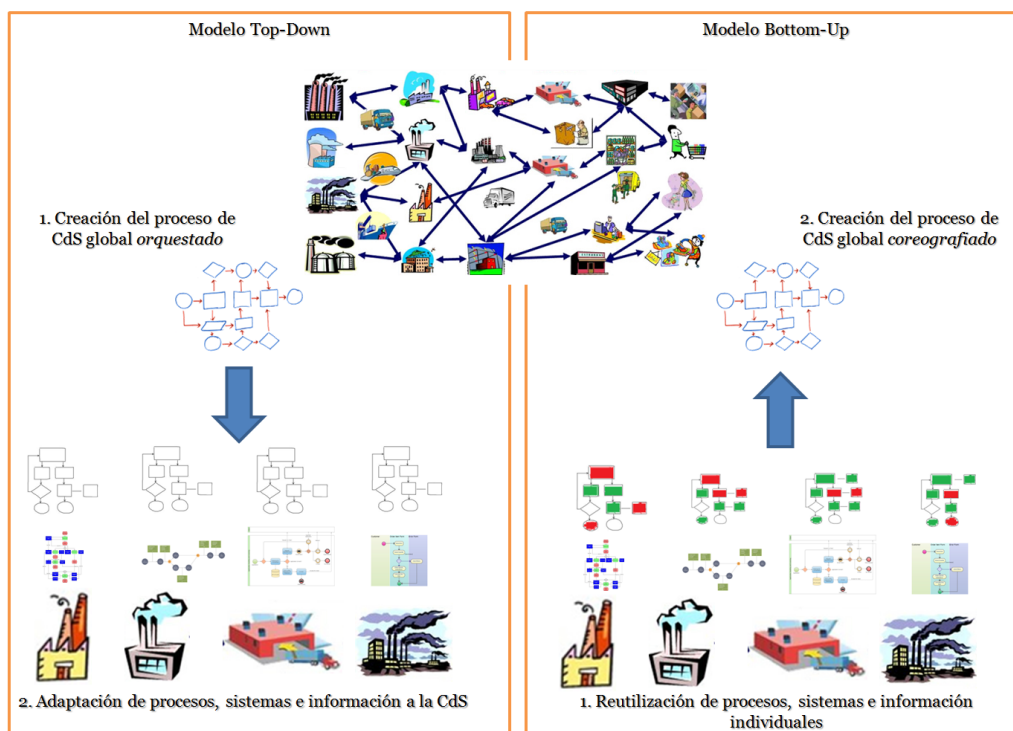 Modelo Top-Down
Modelo Bottom-Up
1. Creación del proceso de
CdS global orquestado
2. Creación del proceso de
CdS global coreografiado
2. Adaptación de procesos, sistemas e información a la CdS
1. Reutilización de procesos, sistemas e información
individuales